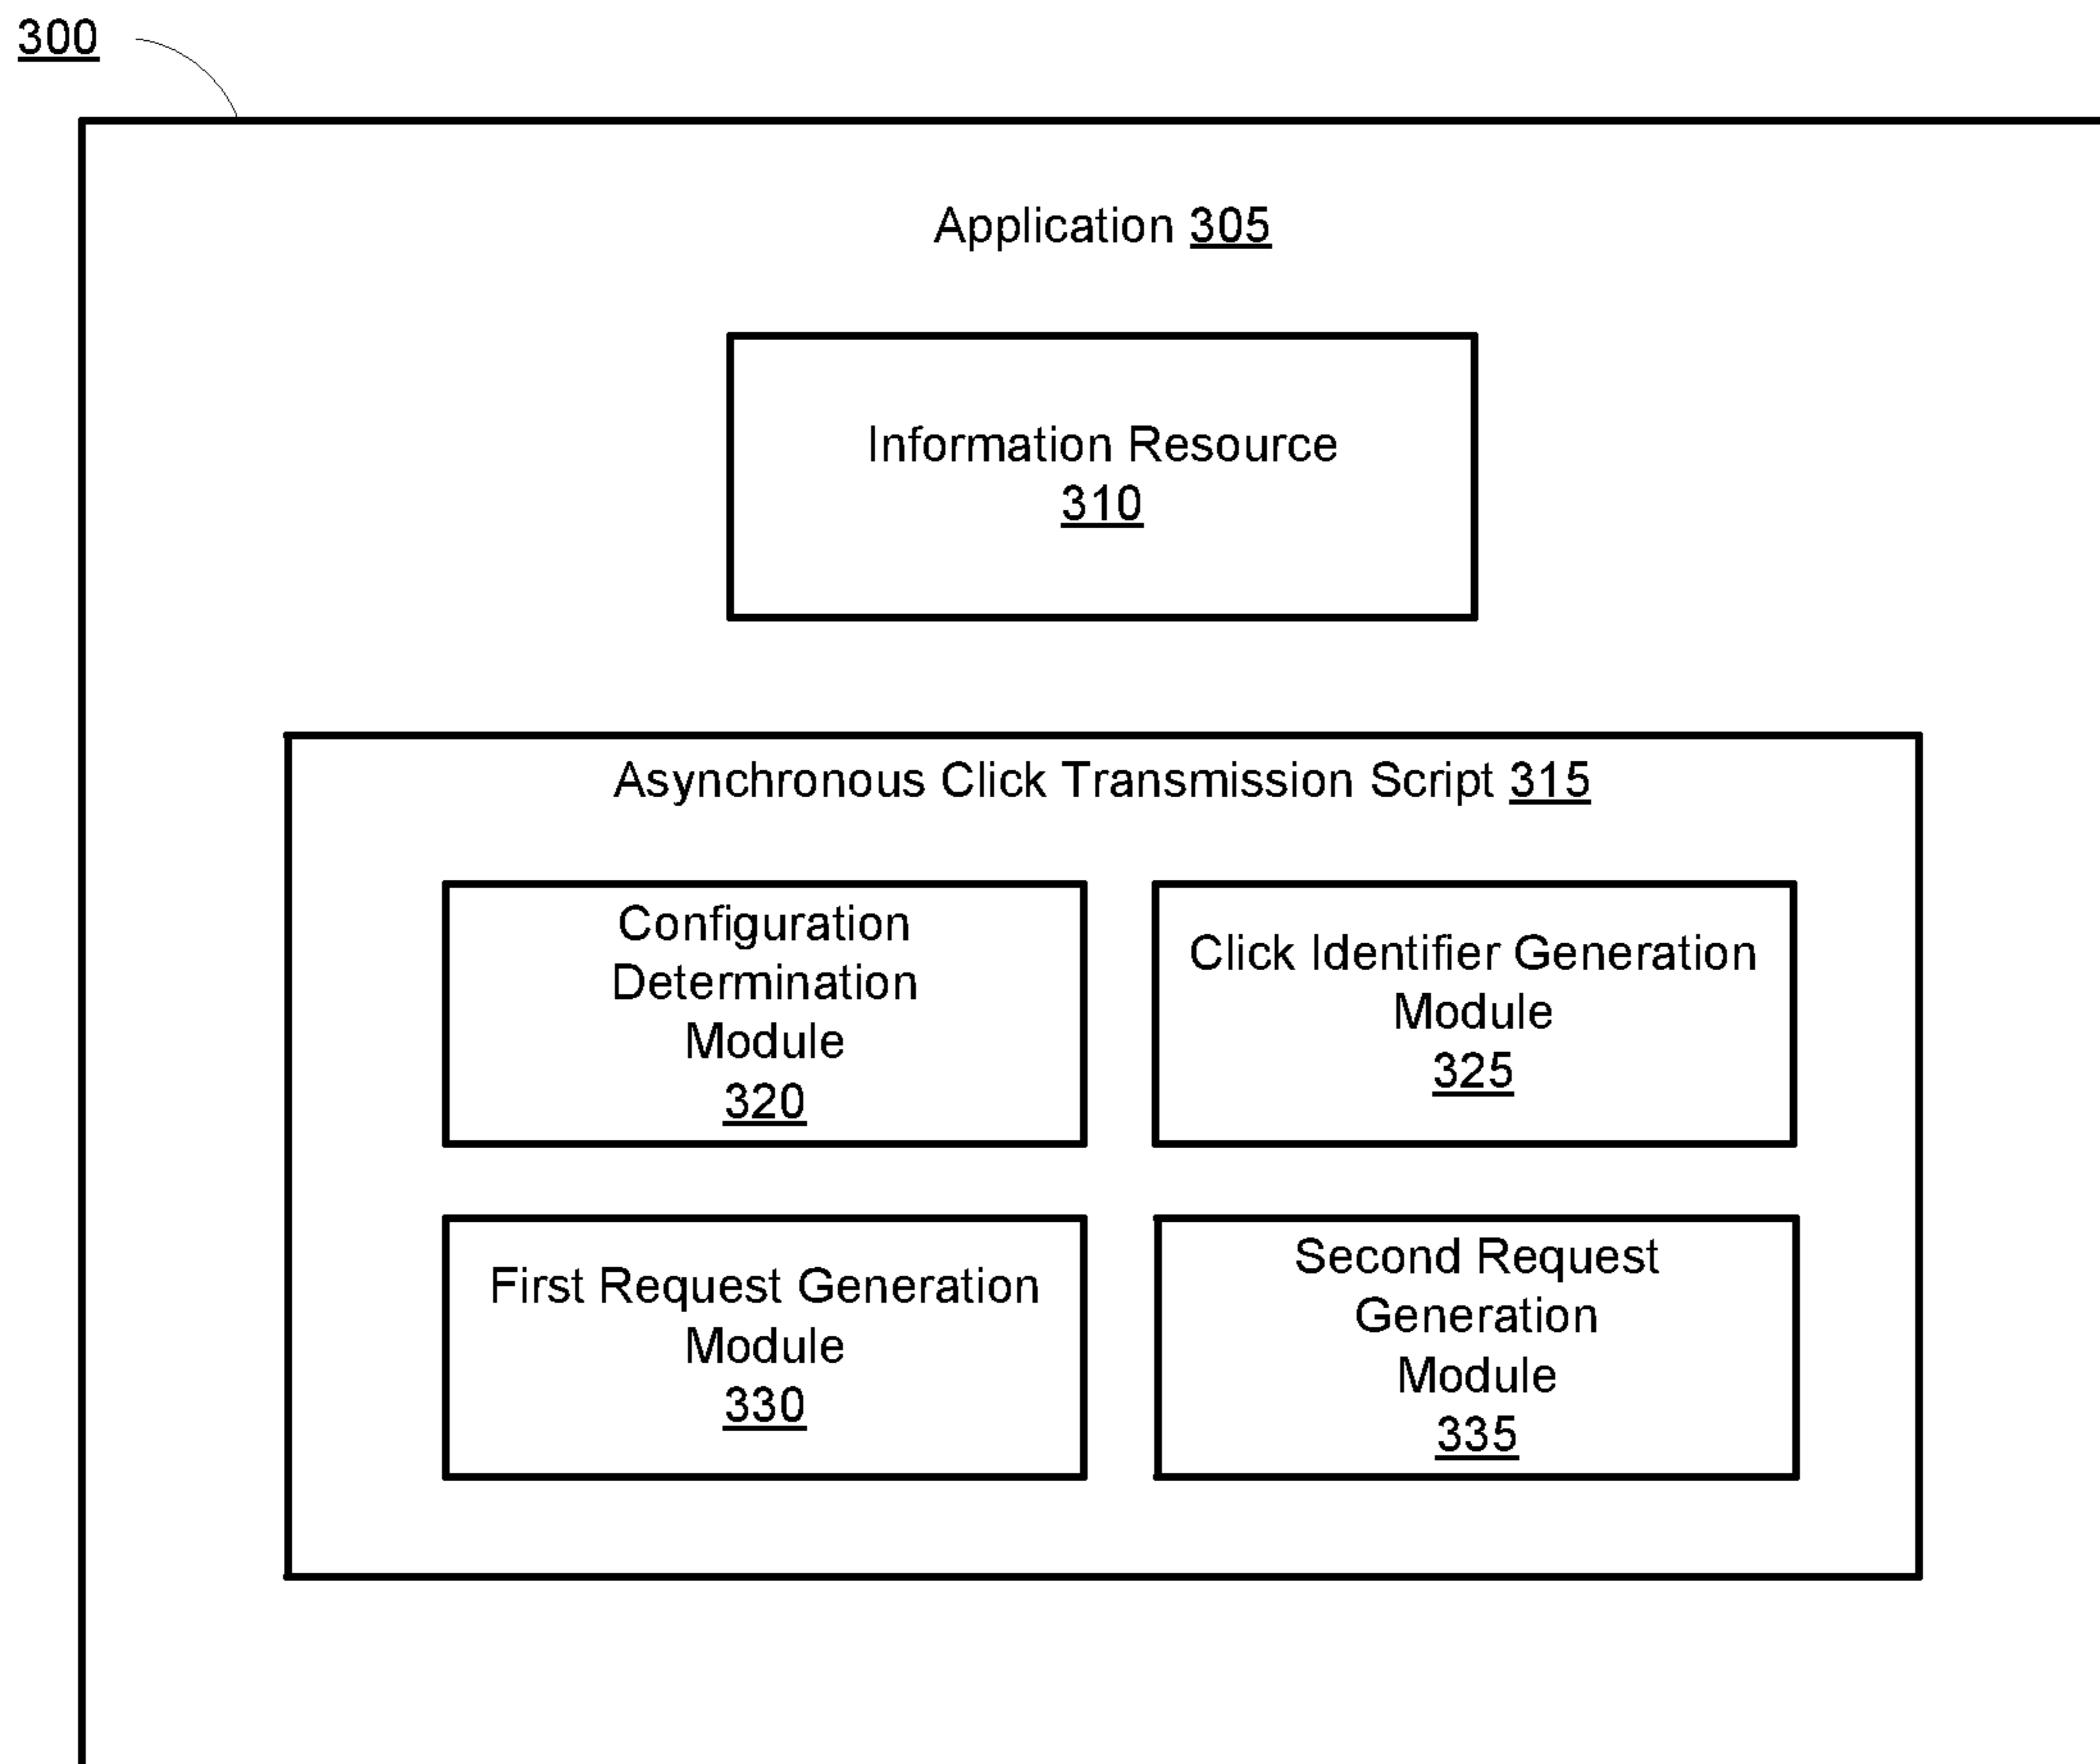 300
Application 305
Information Resource
310
Asynchronous Click Transmission Script 315
Configuration
Determination
Module
320
Click Identifier Generation
Module
325
First Request Generation
Module
330
Second Request
Generation
Module
335